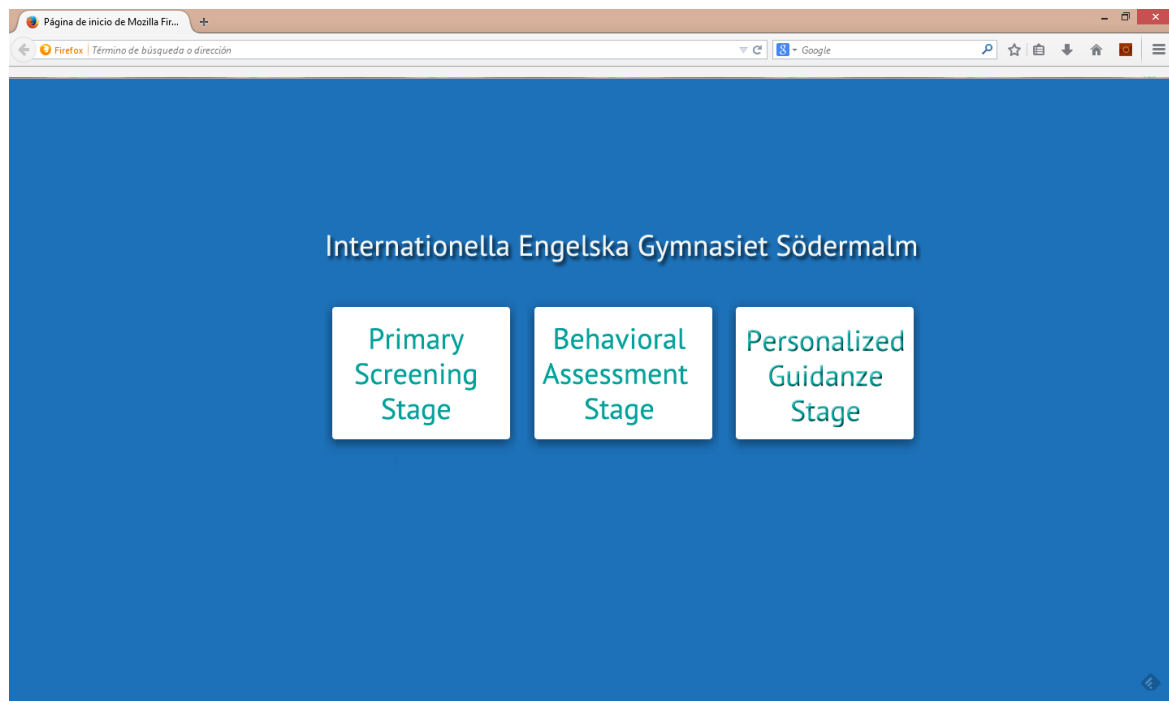 Página de inicio de Mozilla Fir...
Firefox Término de búsqueda o dirección
8 Google
Internationella Engelska Gymnasiet Södermalm
Primary
Screening
Stage
Behavioral
Assessment
Stage
Personalized
Guidanze
Stage